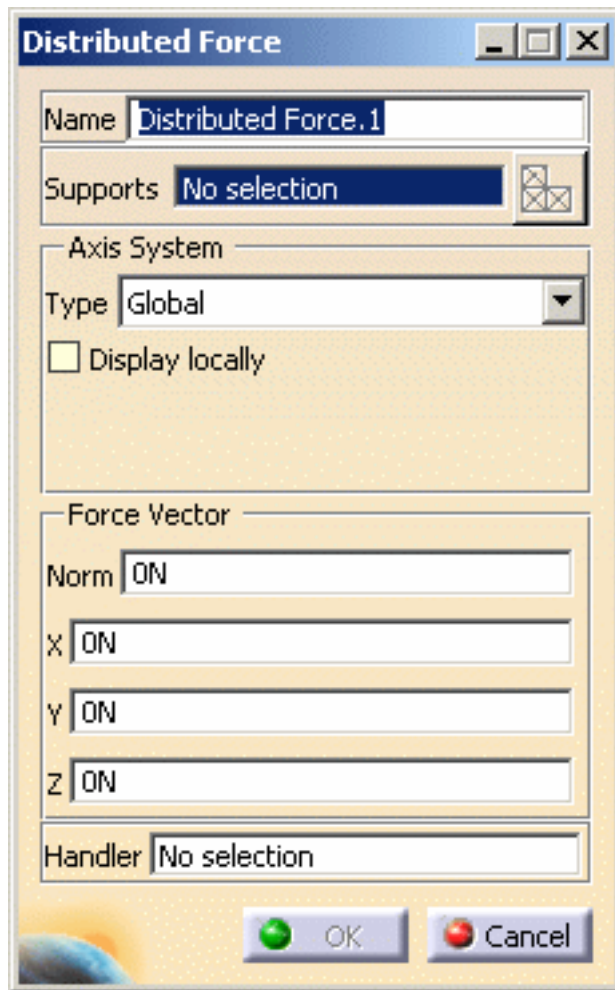 Distributed Force
Name Distributed Force.1
Supports No selection
Axis System
Type Global
Display locally
Force Vector
Norm 0N
X 0N
Y 0N
Z 0N
Handler No selection
OK Cancel